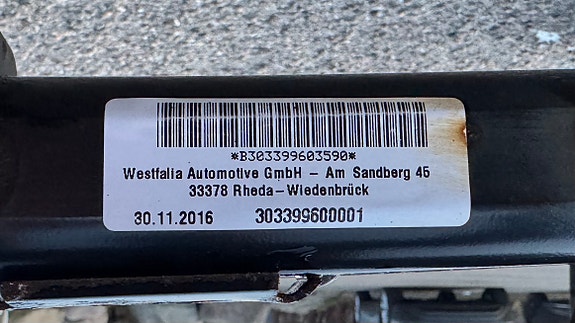 *B303399603590*
Westfalia Automotive GmbH – Am Sandberg 45
33378 Rheda–Wiedenbrück
30.11.2016 303399600001